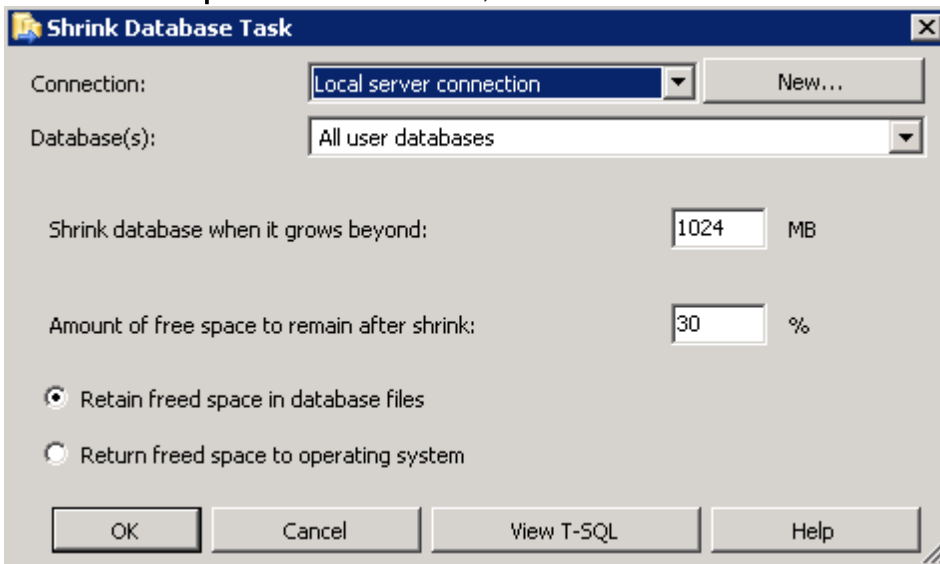 Shrink Database Task
Connection: Local server connection New...
Database(s): All user databases
Shrink database when it grows beyond: 1024 MB
Amount of free space to remain after shrink: 30 %
Retain freed space in database files
Return freed space to operating system
OK Cancel View T-SQL Help